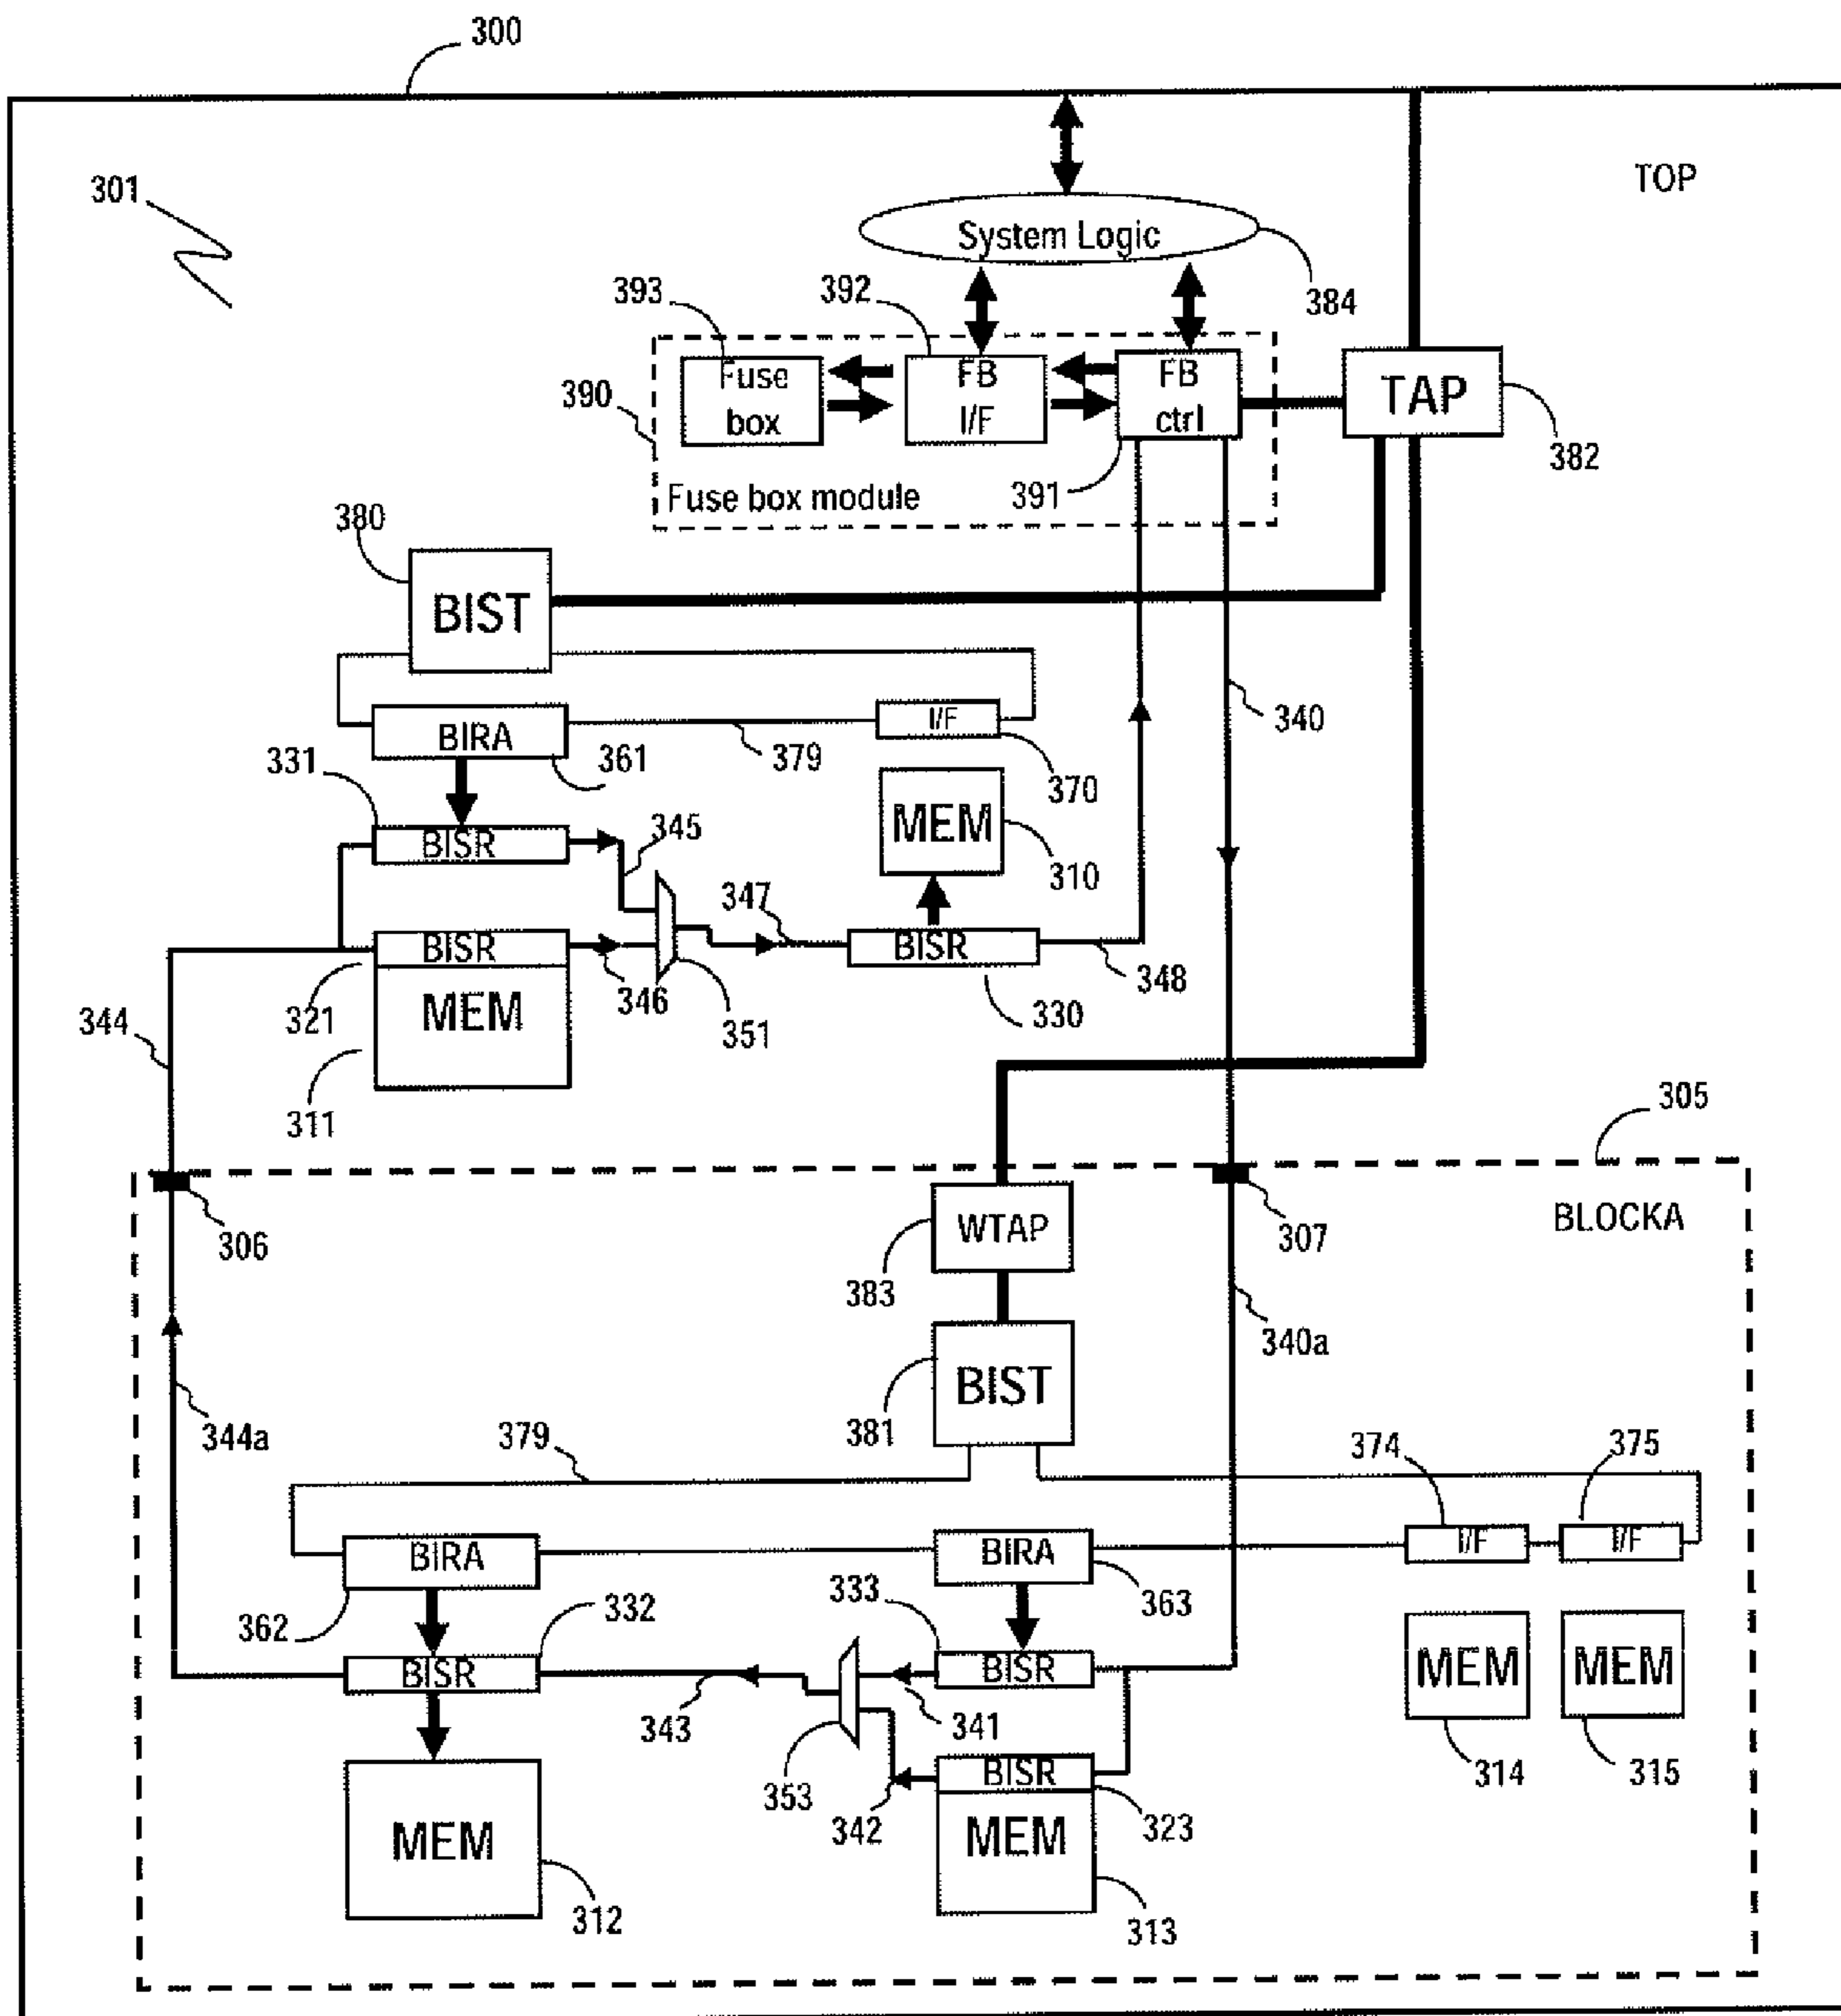 300
TOP
301
System Logic
384
393
392
Fuse
box
FB
I/F
FB
ctrl
TAP
382
390
391
Fuse box module
380
BIST
340
BIRA
361
379
I/F
370
331
BISR
345
MEM
310
347
BISR
346
351
BISR
330
348
321
MEM
344
311
305
306
WTAP
383
307
BLOCKA
340a
BIST
381
344a
379
374
375
BIRA
BIRA
I/F
I/F
362
332
333
363
BISR
BISR
MEM
MEM
343
341
314
315
353
342
BISR
323
MEM
MEM
312
313